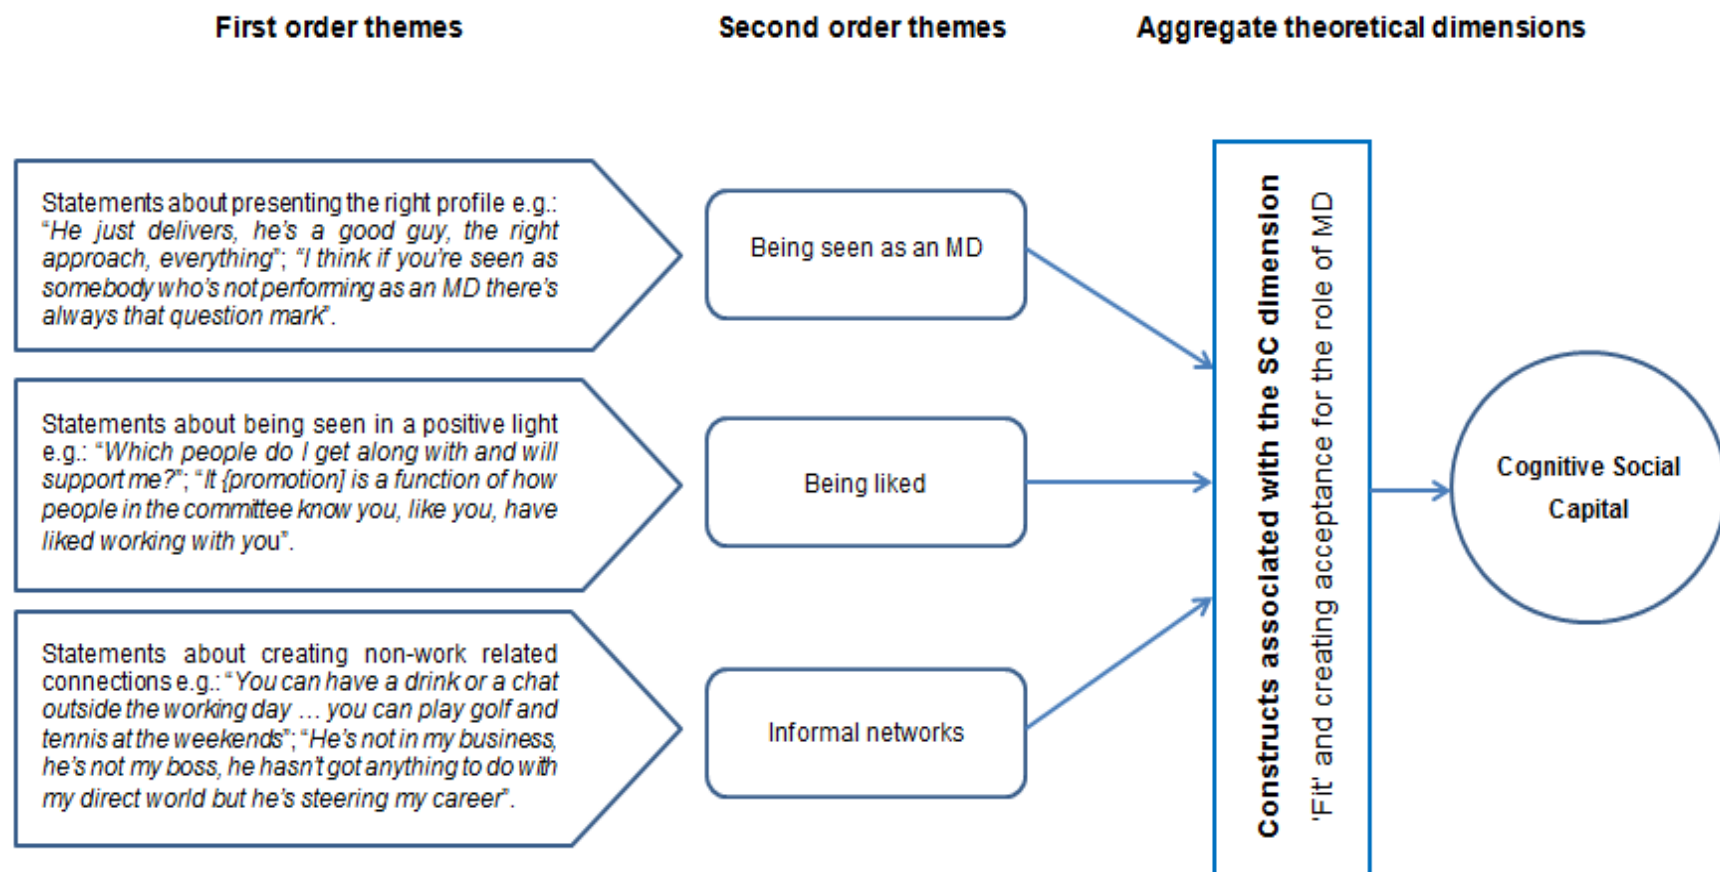 First order themes
Second order themes
Aggregate theoretical dimensions
Statements about presenting the right profile e.g.:
“He just delivers, he’s a good guy, the right
approach, everything”; “I think if you’re seen as
somebody who’s not performing as an MD there’s
always that question mark”.
Being seen as an MD
Statements about being seen in a positive light
e.g.: “Which people do I get along with and will
support me?”; “It {promotion] is a function of how
people in the committee know you, like you, have
liked working with you”.
Being liked
Statements about creating non-work related
connections e.g.: “You can have a drink or a chat
outside the working day … you can play golf and
tennis at the weekends”; “He’s not in my business,
he’s not my boss, he hasn’t got anything to do with
my direct world but he’s steering my career”.
Informal networks
Constructs associated with the SC dimension
'Fit' and creating acceptance for the role of MD
Cognitive Social
Capital